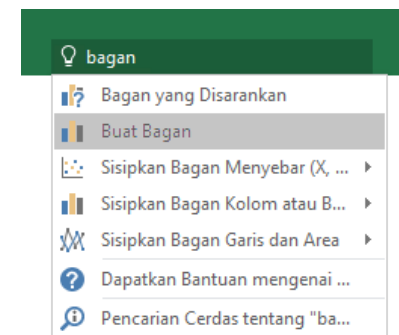 bagan
Bagan yang Disarankan
Buat Bagan
Sisipkan Bagan Menyebar (X, ...
Sisipkan Bagan Kolom atau B...
Sisipkan Bagan Garis dan Area
Dapatkan Bantuan mengenai ...
Pencarian Cerdas tentang "ba...